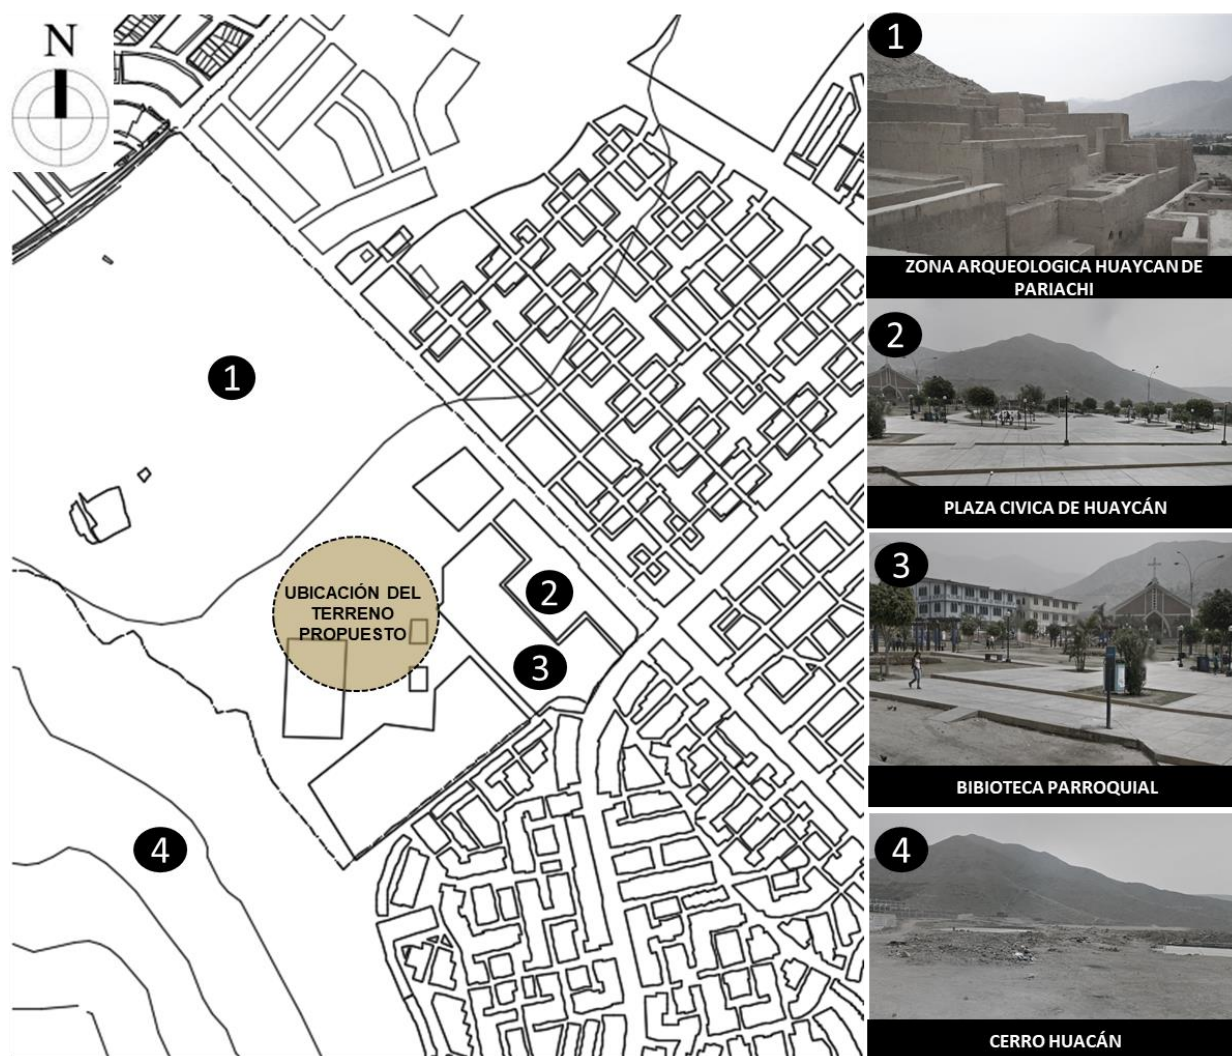 N
1
UBICACIÓN DEL
TERRENO
PROPUESTO
2
3
4
1
ZONA ARQUEOLOGICA HUAYCAN DE
PARIACHI
2
PLAZA CIVICA DE HUAYCÁN
3
BIBIOTECA PARROQUIAL
4
CERRO HUACÁN